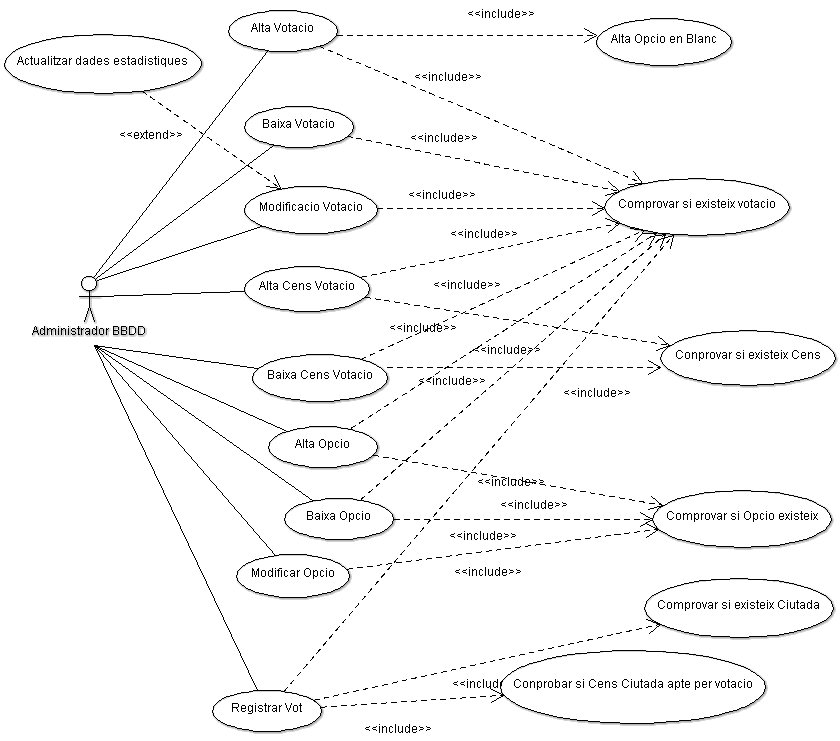 <<include>>
Alta Votacio
Alta Opcio en Blanc
Actualitzar dades estadistiques
<<include>>
Baixa Votacio
<<extend>>
<<include>>
<<include>>
Modificacio Votacio
Comprovar si existeix votacio
<<include>>
Alta Cens Votacio
<<include>>
Administrador BBDD
<<include>>
<<include>>
Conprovar si existeix Cens
Baixa Cens Votacio
<<include>>
<<include>>
Alta Opcio
<<include>>
<<include>>
Baixa Opcio
Comprovar si Opcio existeix
<<include>>
Modificar Opcio
<<include>>
Comprovar si existeix Ciutada
<<includ
Conprobar si Cens Ciutada apte per votacio
Registrar Vot
<<include>>